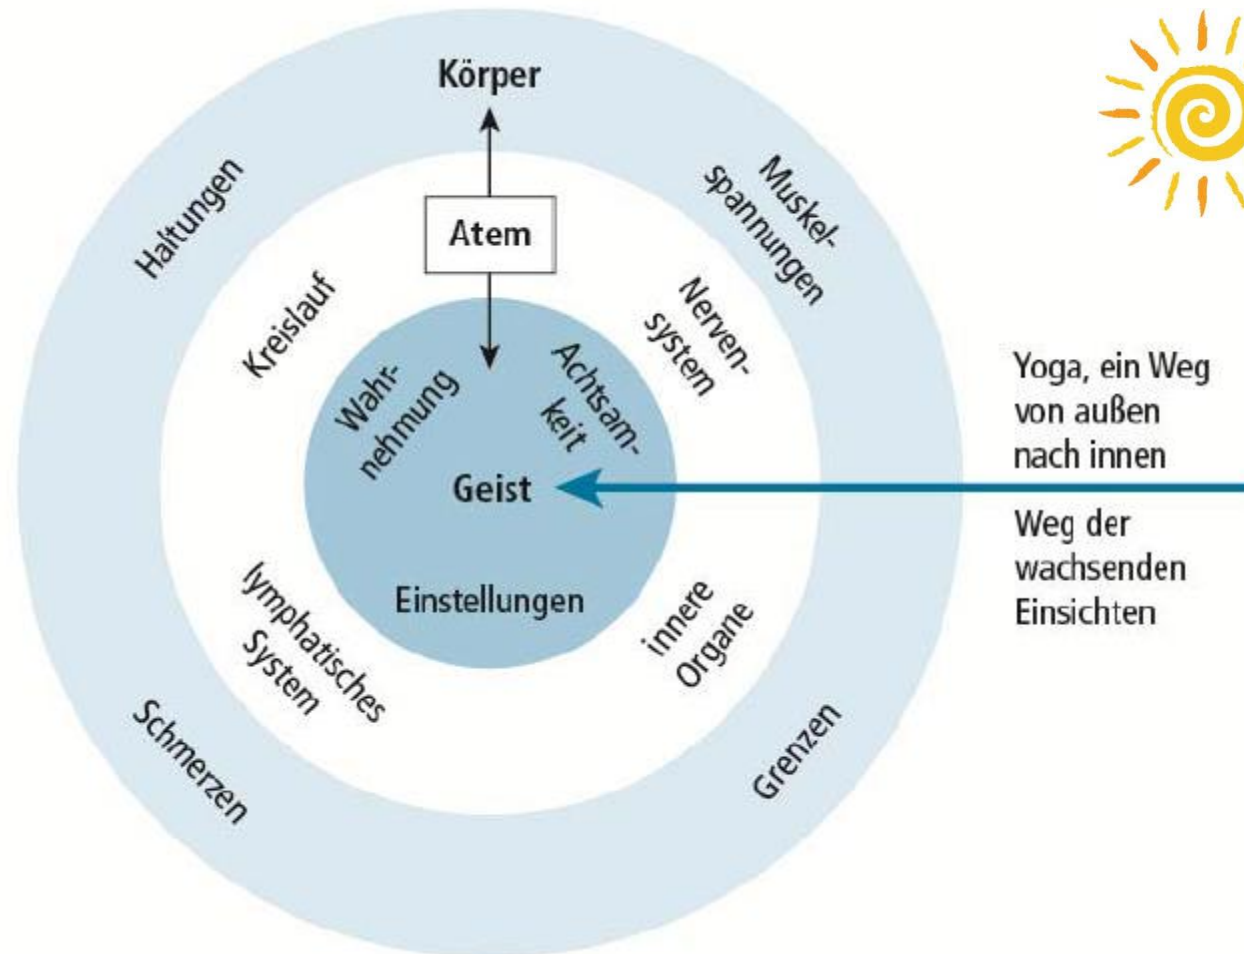 Körper
Haltungen
Muskel-
spannungen
Atem
Kreislauf
Nerven-
system
Wahr-
nehmung
Achtsam-
keit
Geist
Einstellungen
lymphatisches
System
innere
Organe
Schmerzen
Grenzen
Yoga, ein Weg
von außen
nach innen
Weg der
wachsenden
Einsichten